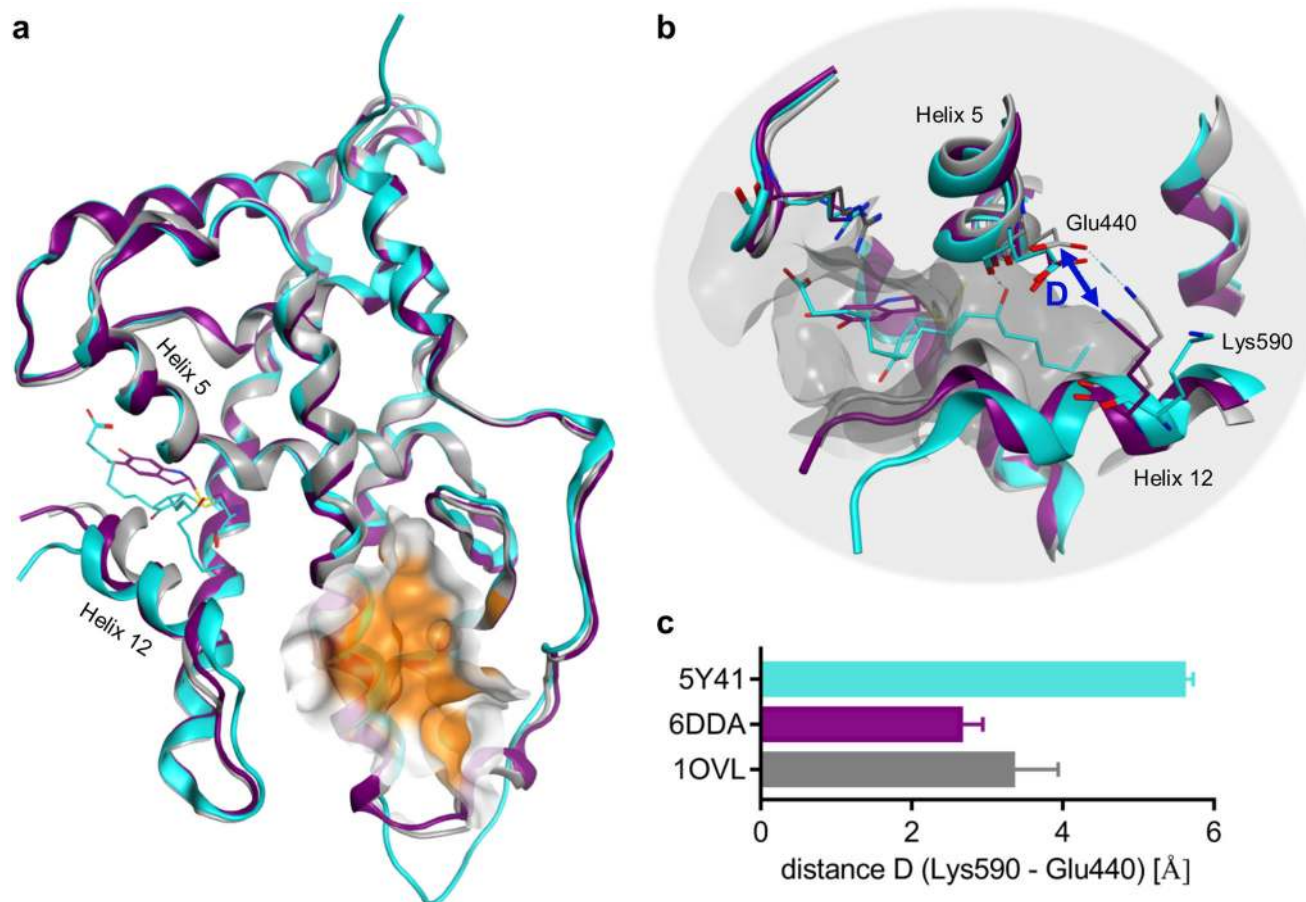 a
Helix 5
Helix 12
b
Helix 5
Glu440
D
Lys590
Helix 12
c
5Y41
6DDA
1OVL
0 2 4 6
distance D (Lys590 - Glu440) [Å]